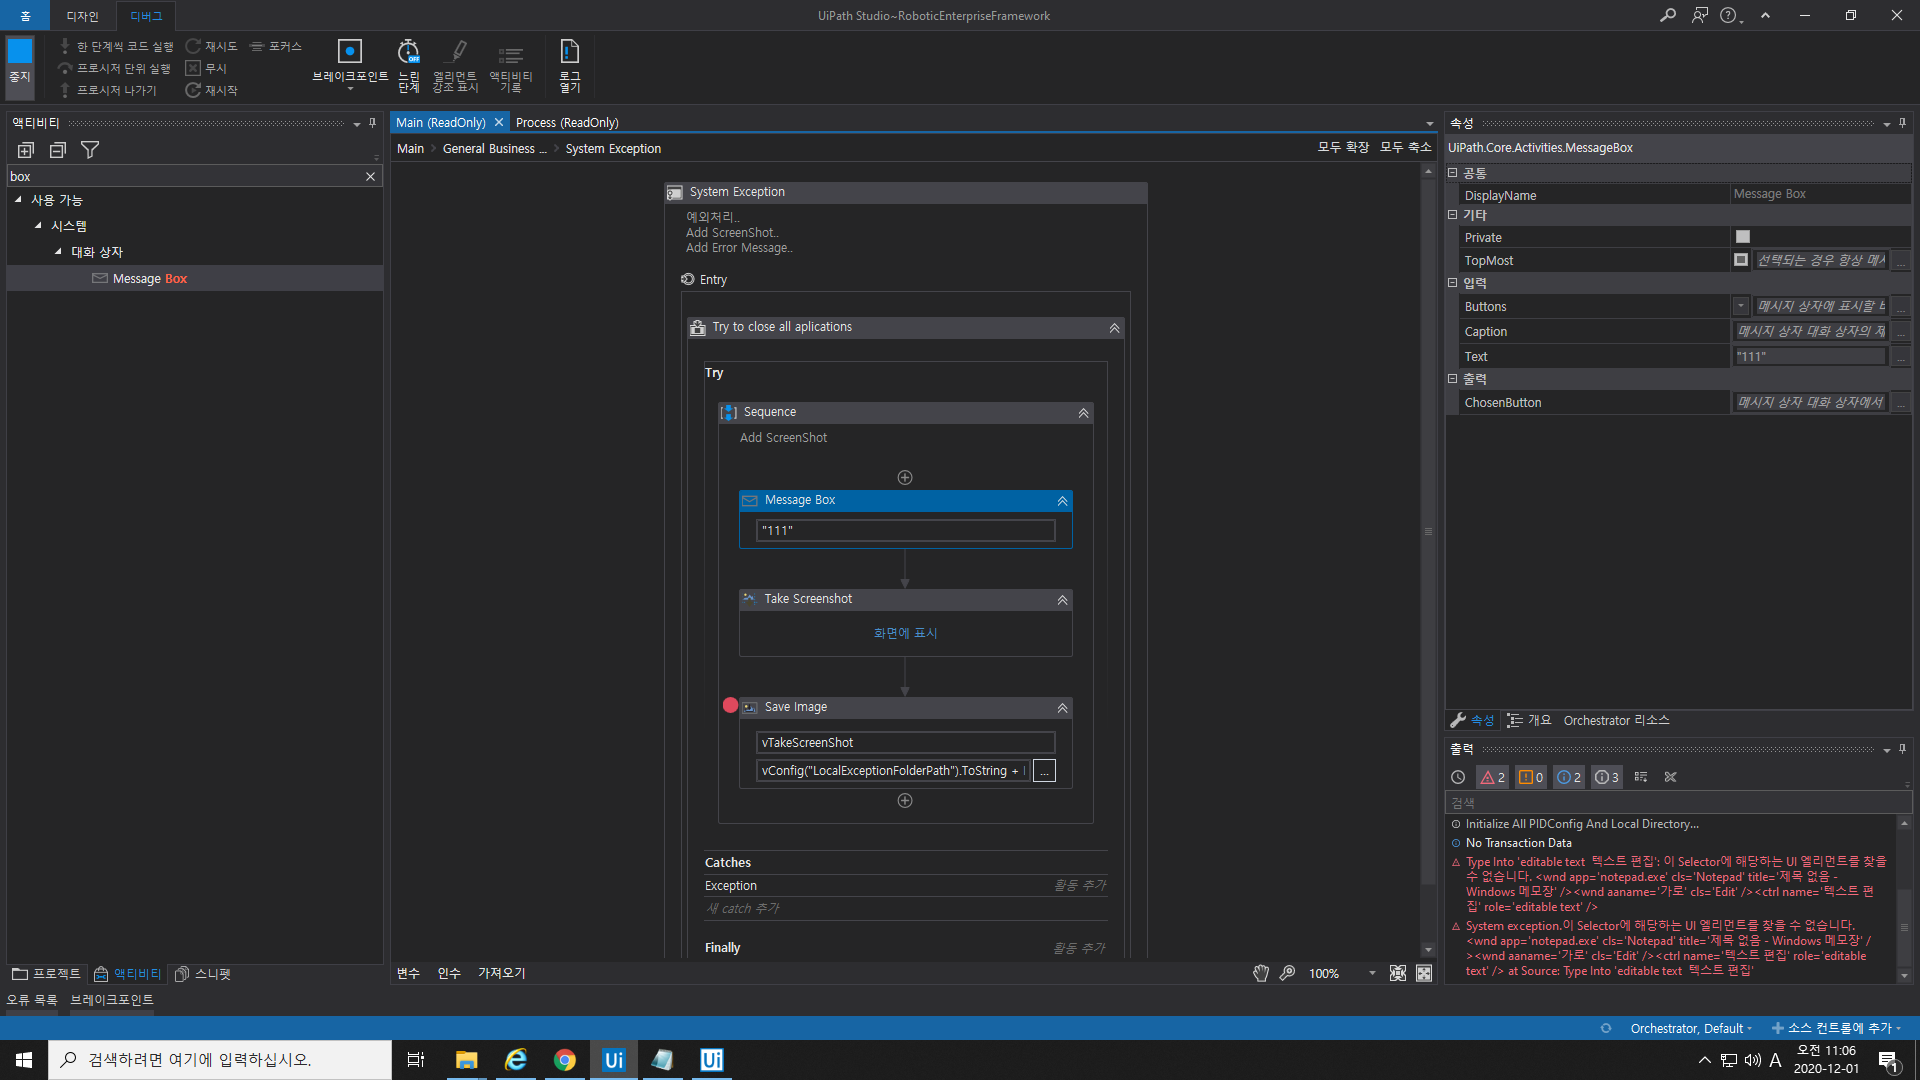 홈
디자인
디버그
UiPath Studio~RoboticEnterpriseFramework
중지
한 단계씩 코드 실행
프로시저 단위 실행
프로시저 나가기
재시도
무시
재시작
포커스
브레이크포인트
느린
단계
OFF
엘리먼트
강조 표시
액티비티
기록
로그
열기
액티비티
box
사용 가능
시스템
대화 상자
Message Box
Main (ReadOnly)
Process (ReadOnly)
Main
General Business ...
System Exception
모두 확장
모두 축소
System Exception
예외처리..
Add ScreenShot..
Add Error Message..
Entry
Try to close all aplications
Try
Sequence
Add ScreenShot
Message Box
"111"
Take Screenshot
화면에 표시
Save Image
vTakeScreenShot
vConfig("LocalExceptionFolderPath").ToString +
...
Catches
Exception
활동 추가
새 catch 추가
Finally
활동 추가
변수
인수
가져오기
100%
속성
UiPath.Core.Activities.MessageBox
공통
DisplayName
Message Box
기타
Private
TopMost
선택되는 경우 항상
...
입력
Buttons
메시지 상자에 표시할
...
Caption
메시지 상자 대화 상자의
...
Text
"111"
...
출력
ChosenButton
메시지 상자 대화 상자에서
...
속성
개요
Orchestrator 리소스
출력
2
0
2
3
검색
Initialize All PIDConfig And Local Directory...
No Transaction Data
Type Into 'editable text  텍스트 편집': 이 Selector에 해당하는 UI 엘리먼트를 찾을
수 없습니다. <wnd app='notepad.exe' cls='Notepad' title='제목 없음 -
Windows 메모장' /><wnd aaname='가로' cls='Edit' /><ctrl name='텍스트 편
집' role='editable text' />
System exception.이 Selector에 해당하는 UI 엘리먼트를 찾을 수 없습니다.
<wnd app='notepad.exe' cls='Notepad' title='제목 없음 - Windows 메모장' /
><wnd aaname='가로' cls='Edit' /><ctrl name='텍스트 편집' role='editable
text' /> at Source: Type Into 'editable text  텍스트 편집'
프로젝트
액티비티
스니펫
오류 목록
브레이크포인트
Orchestrator, Default
소스 컨트롤에 추가
검색하려면 여기에 입력하십시오.
Ui
Ui
A
오전 11:06
2020-12-01
1